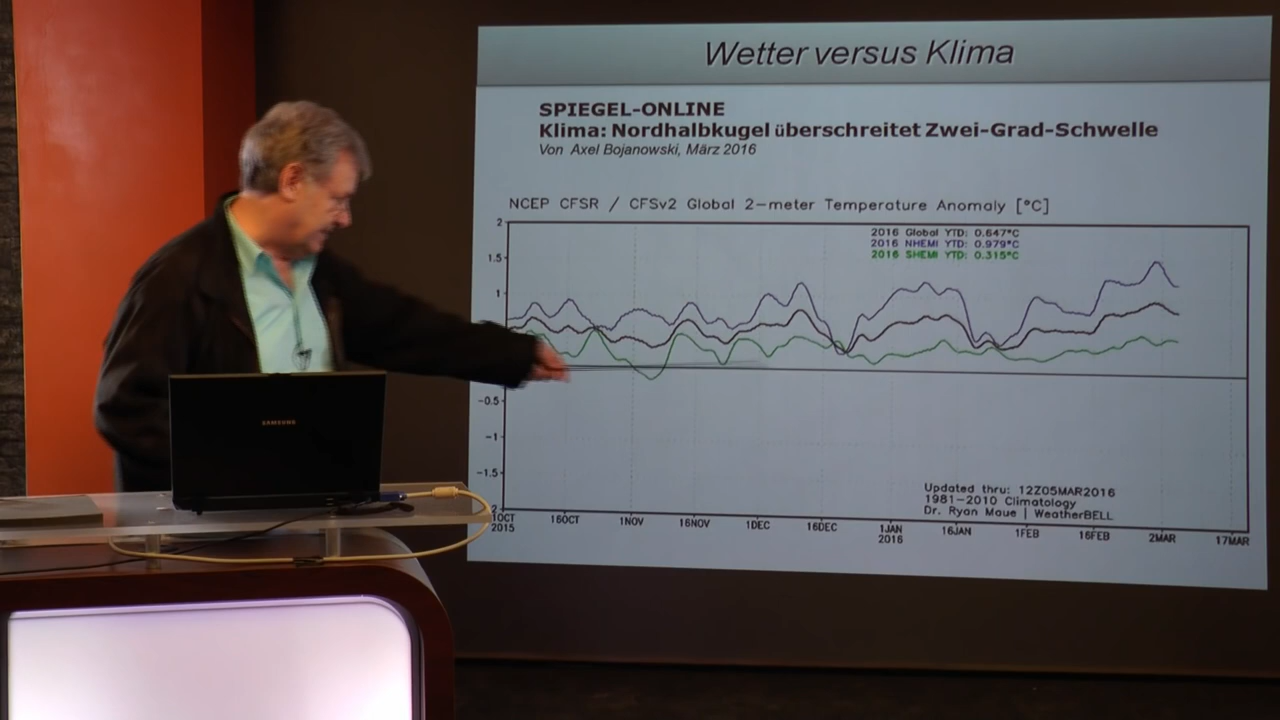 Wetter versus Klima
SPIEGEL-ONLINE
Klima: Nordhalbkugel überschreitet Zwei-Grad-Schwelle
Von Axel Bojanowski, März 2016
NCEP CFSR / CFSv2 Global 2-meter Temperature Anomaly [°C]
2016 Global YTD: 0.647°C
2016 NHEMI YTD: 0.979°C
2016 SHEMI YTD: 0.315°C
2
1.5
1
-0.5
-1
-1.5
Updated thru: 12Z05MAR2016
1981-2010 Climatology
Dr. Ryan Maue | WeatherBELL
1OCT 16OCT 1NOV 16NOV 1DEC 16DEC 1JAN 16JAN 1FEB 16FEB 2MAR 17MAR
2015 2016
SAMSUNG